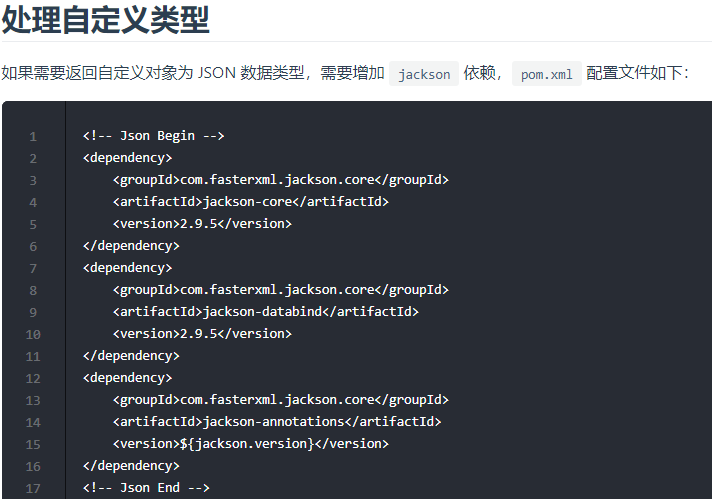 处理自定义类型
如果需要返回自定义对象为 JSON 数据类型，需要增加 jackson 依赖，pom.xml 配置文件如下：
1 <!-- Json Begin -->
2 <dependency>
3     <groupId>com.fasterxml.jackson.core</groupId>
4     <artifactId>jackson-core</artifactId>
5     <version>2.9.5</version>
6 </dependency>
7 <dependency>
8     <groupId>com.fasterxml.jackson.core</groupId>
9     <artifactId>jackson-databind</artifactId>
10     <version>2.9.5</version>
11 </dependency>
12 <dependency>
13     <groupId>com.fasterxml.jackson.core</groupId>
14     <artifactId>jackson-annotations</artifactId>
15     <version>${jackson.version}</version>
16 </dependency>
17 <!-- Json End -->